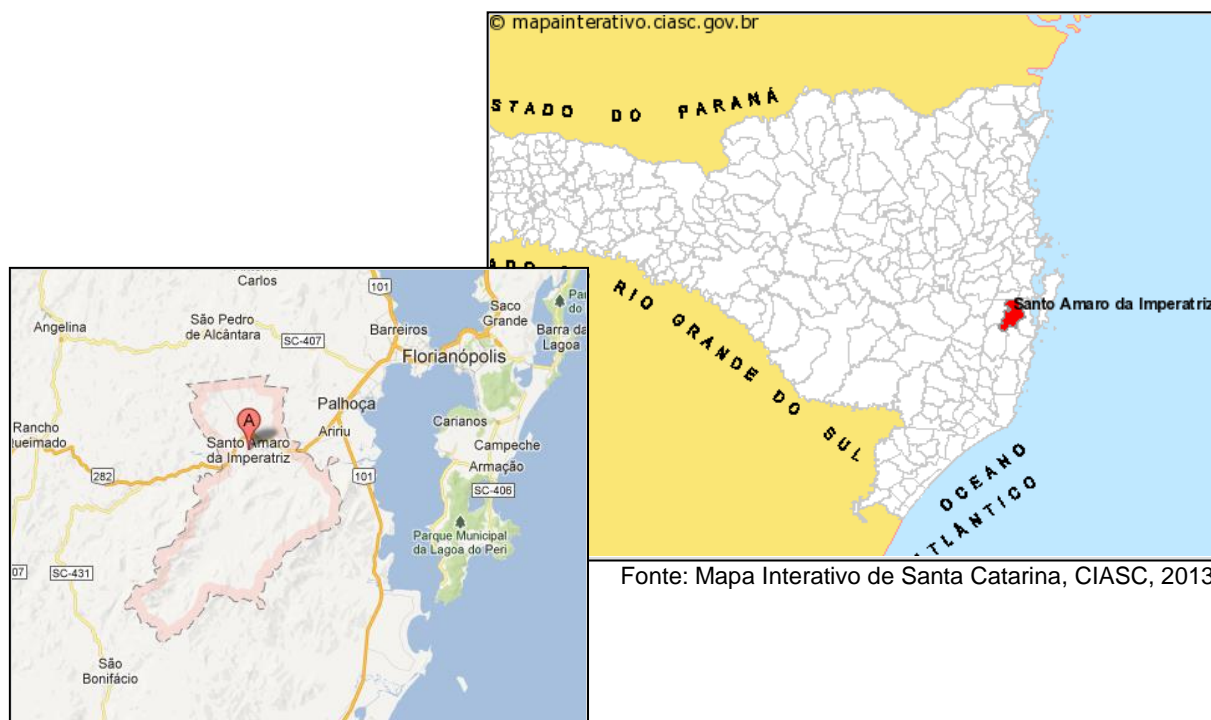 © mapainterativo.ciasc.gov.br
STADO DO PARANÁ
RIO GRANDE DO SUL
Santo Amaro da Imperatriz
OCEANO
Fonte: Mapa Interativo de Santa Catarina, CIASC, 2013
Carlos
101
Saco
Grande
Angelina
São Pedro
de Alcântara
Barreiros
Barra da
Lagoa
SC-407
Florianópolis
Palhoça
A
Rancho
Queimado
Santo Amaro
da Imperatriz
Aririu
Carianos
Campeche
Armação
282
101
SC-406
Parque Municipal
da Lagoa do Peri
07
SC-431
São
Bonifácio